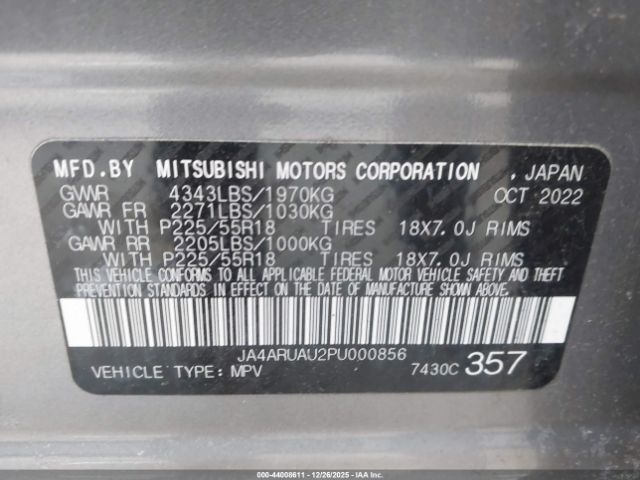 MFD.BY MITSUBISHI MOTORS CORPORATION , JAPAN
GVWR 4343LBS/1970KG OCT 2022
GAWR FR 2271LBS/1030KG
WITH P225/55R18 TIRES 18X7.0J RIMS
GAWR RR 2205LBS/1000KG
WITH P225/55R18 TIRES 18X7.0J RIMS
THIS VEHICLE CONFORMS TO ALL APPLICABLE FEDERAL MOTOR VEHICLE SAFETY AND THEFT
PREVENTION STANDARDS IN EFFECT ON THE DATE OF MANUFACTURE SHOWN ABOVE.
JA4ARUAU2PU000856
VEHICLE TYPE: MPV 7430C 357
000-44008611 - 12/26/2025 - IAAI.com